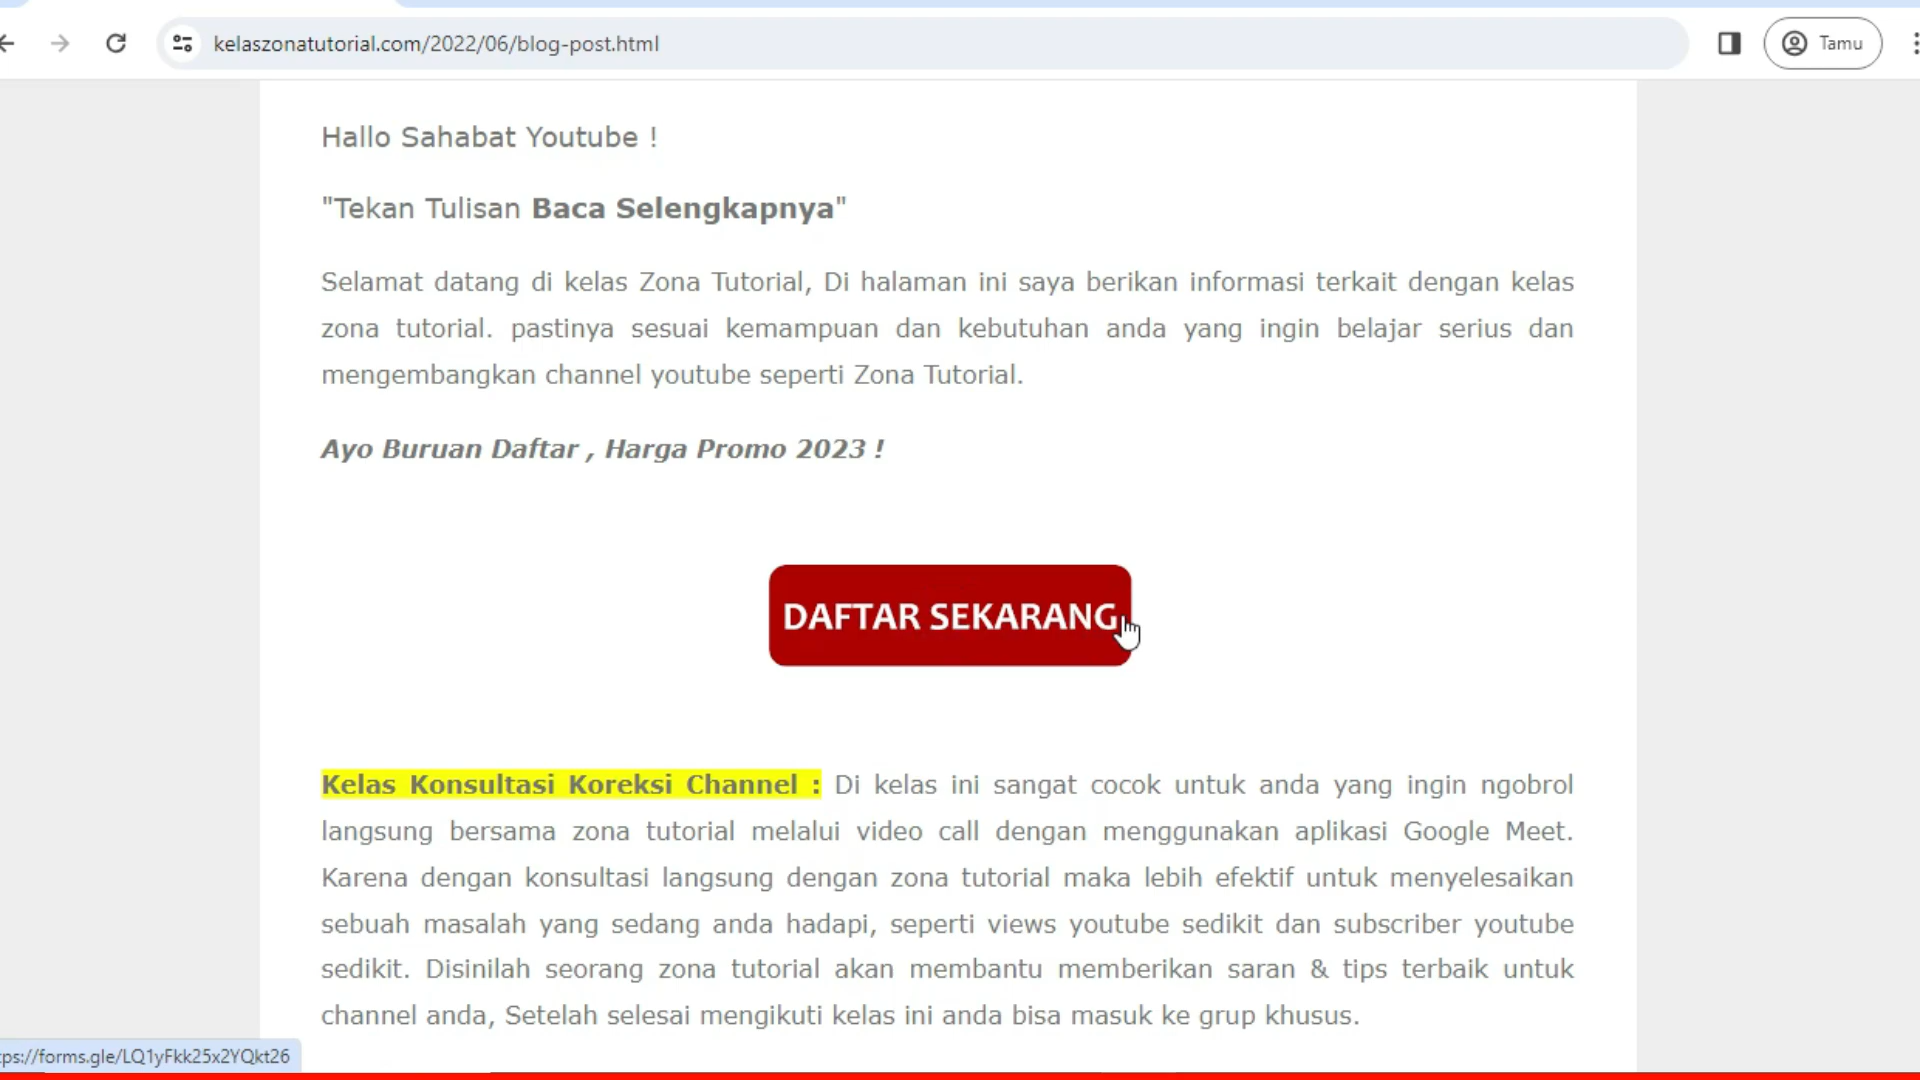 kelaszonatutorial.com/2022/06/blog-post.html
Tamu
Hallo Sahabat Youtube !
"Tekan Tulisan Baca Selengkapnya"
Selamat datang di kelas Zona Tutorial, Di halaman ini saya berikan informasi terkait dengan kelas
zona tutorial. pastinya sesuai kemampuan dan kebutuhan anda yang ingin belajar serius dan
mengembangkan channel youtube seperti Zona Tutorial.
Ayo Buruan Daftar , Harga Promo 2023 !
DAFTAR SEKARANG
Kelas Konsultasi Koreksi Channel : Di kelas ini sangat cocok untuk anda yang ingin ngobrol
langsung bersama zona tutorial melalui video call dengan menggunakan aplikasi Google Meet.
Karena dengan konsultasi langsung dengan zona tutorial maka lebih efektif untuk menyelesaikan
sebuah masalah yang sedang anda hadapi, seperti views youtube sedikit dan subscriber youtube
sedikit. Disinilah seorang zona tutorial akan membantu memberikan saran & tips terbaik untuk
channel anda, Setelah selesai mengikuti kelas ini anda bisa masuk ke grup khusus.
tps://forms.gle/LQ1yFkk25x2YQkt26